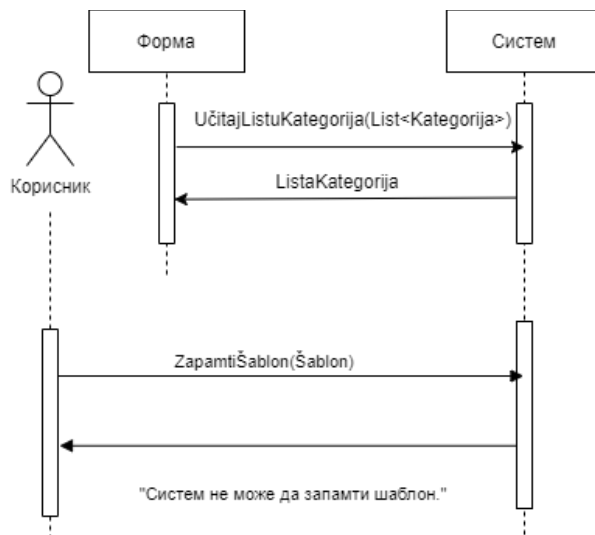 Форма
Систем
Корисник
UčitajListuKategorija(List<Kategorija>)
ListaKategorija
ZapamtiŠablon(Šablon)
"Систем не може да запамти шаблон."